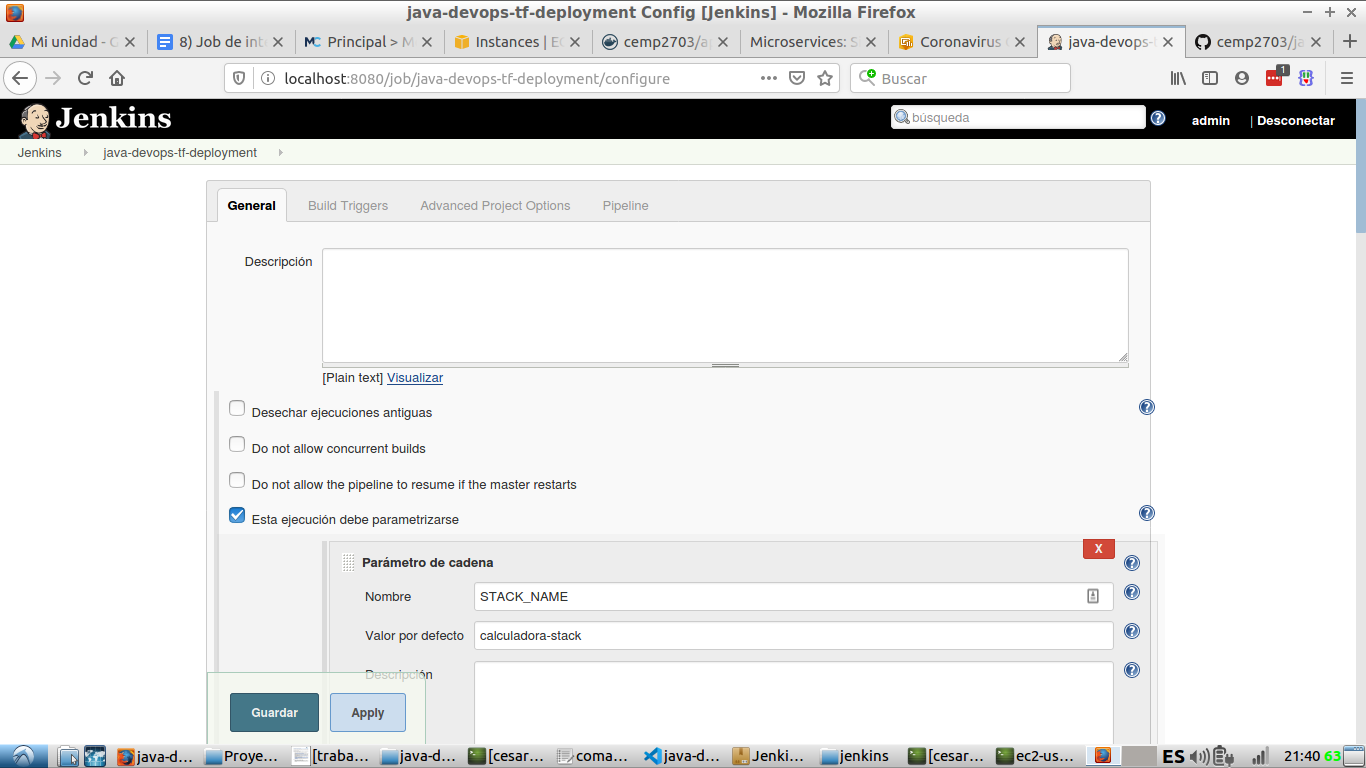 java-devops-tf-deployment Config [Jenkins] - Mozilla Firefox
Mi unidad - G
8) Job de int
Principal > M
Instances | EC
cemp2703/ap
Microservices: S
Coronavirus
java-devops-
cemp2703/ja
localhost:8080/job/java-devops-tf-deployment/configure
Buscar
1
Jenkins
búsqueda
admin
| Desconectar
Jenkins
java-devops-tf-deployment
General
Build Triggers
Advanced Project Options
Pipeline
Descripción
[Plain text] Visualizar
Desechar ejecuciones antiguas
Do not allow concurrent builds
Do not allow the pipeline to resume if the master restarts
Esta ejecución debe parametrizarse
X
Parámetro de cadena
Nombre
STACK_NAME
Valor por defecto
calculadora-stack
Descripción
Guardar
Apply
java-d...
Proye...
[traba...
java-d...
[cesar...
coma...
java-d...
Jenki...
jenkins
[cesar...
ec2-us...
ES
21:40
63